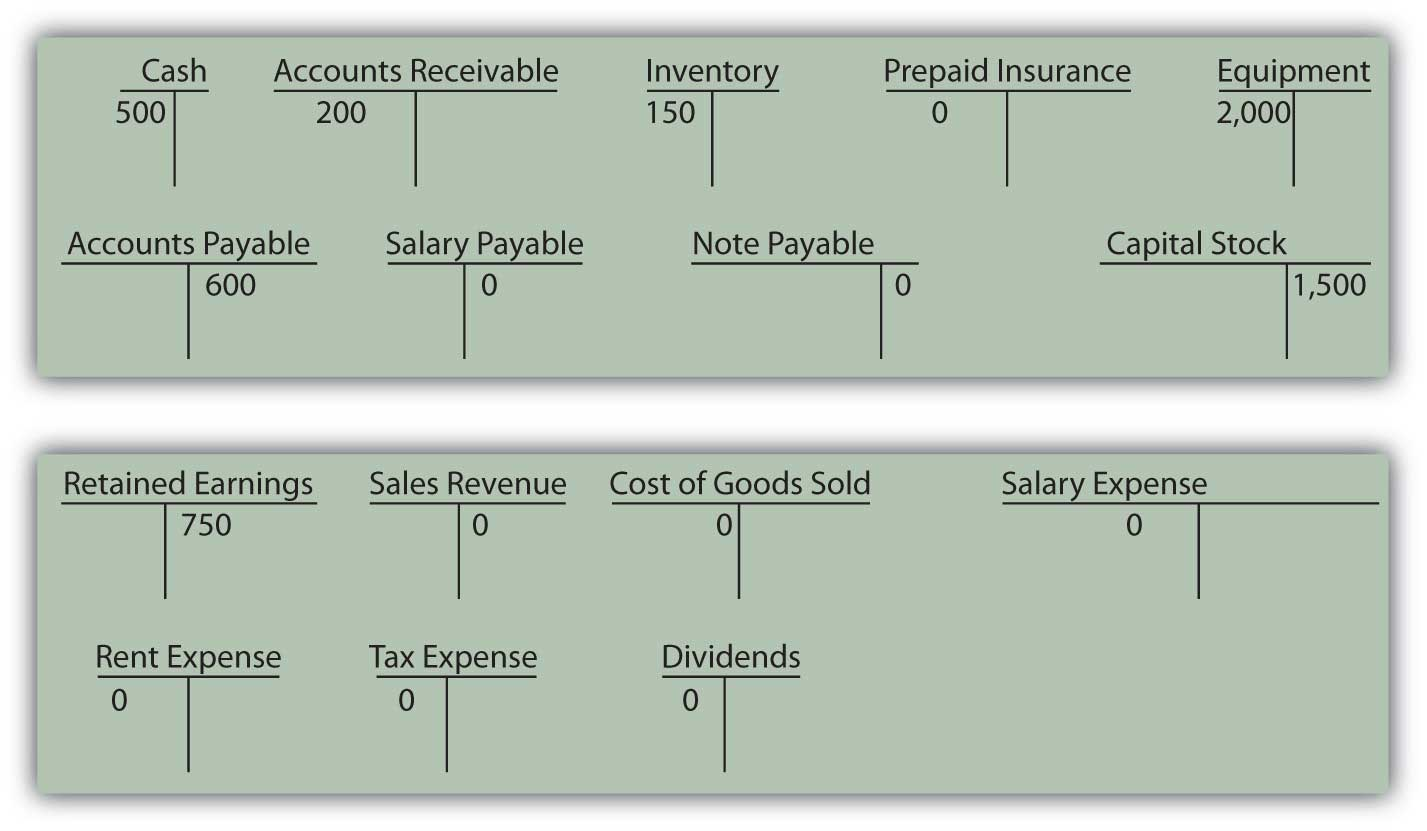 Cash Accounts Receivable Inventory Prepaid Insurance Equipment
500 200 150 0 2,000
Accounts Payable Salary Payable Note Payable Capital Stock
600 0 0 1,500
Retained Earnings Sales Revenue Cost of Goods Sold Salary Expense
750 0 0 0
Rent Expense Tax Expense Dividends
0 0 0